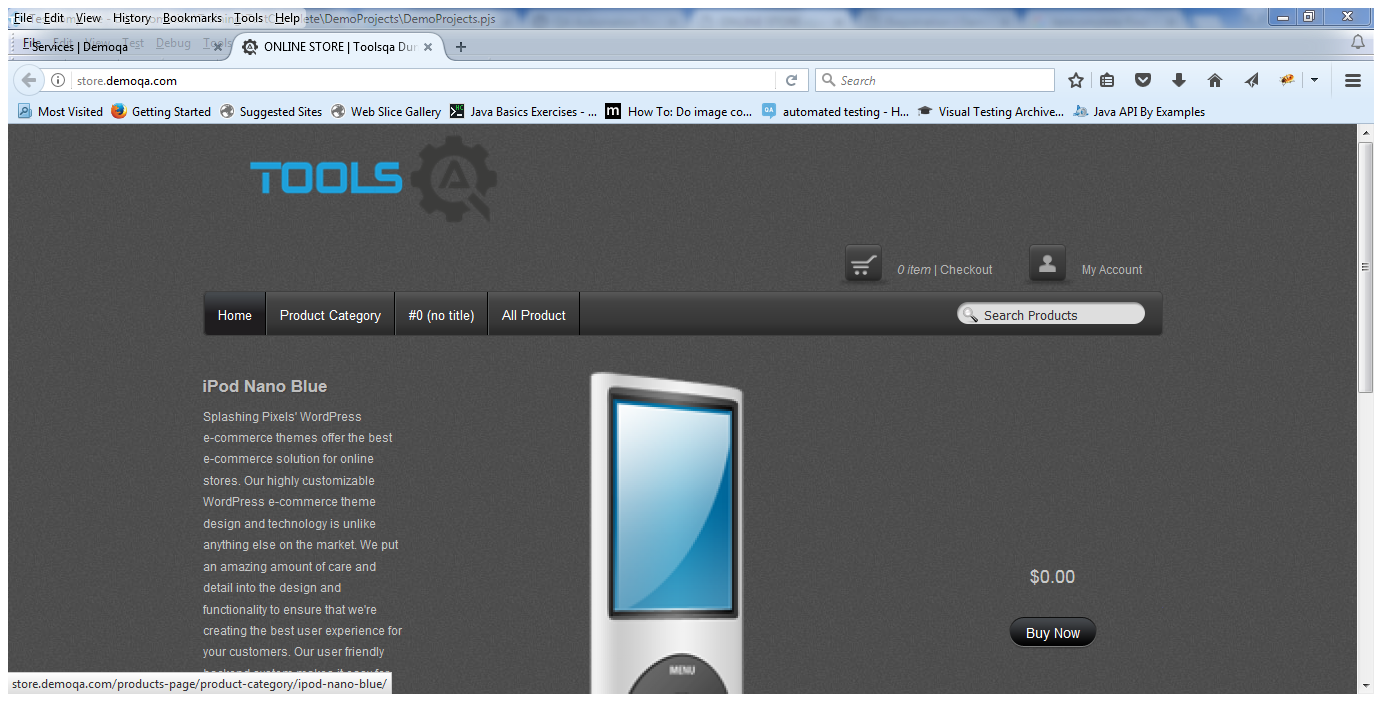 File Edit View History Bookmarks Tools Help ete\DemoProjects\DemoProjects.pjs
Services | Demoqa
ONLINE STORE | Toolsqa Dur
store.demoqa.com
Search
Most Visited Getting Started Suggested Sites Web Slice Gallery Java Basics Exercises - ... How To: Do image co... automated testing - H... Visual Testing Archive... Java API By Examples
TOOLS QA
0 item | Checkout
My Account
Home Product Category #0 (no title) All Product
Search Products
iPod Nano Blue
Splashing Pixels' WordPress
e-commerce themes offer the best
e-commerce solution for online
stores. Our highly customizable
WordPress e-commerce theme
design and technology is unlike
anything else on the market. We put
an amazing amount of care and
detail into the design and
functionality to ensure that we're
creating the best user experience for
your customers. Our user friendly
MENU
$0.00
Buy Now
store.demoqa.com/products-page/product-category/ipod-nano-blue/